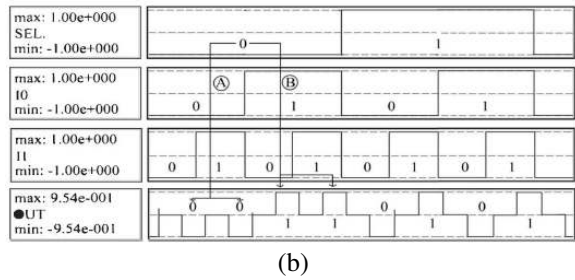 max: 1.00e+000
SEL.
min: -1.00e+000
0 1
max: 1.00e+000
I0
min: -1.00e+000
A B
0 1 0 1
max: 1.00e+000
I1
min: -1.00e+000
0 1 0 1 0 1 0 1
max: 9.54e-001
●UT
min: -9.54e-001
0 0 0 0
1 1 1 1
(b)